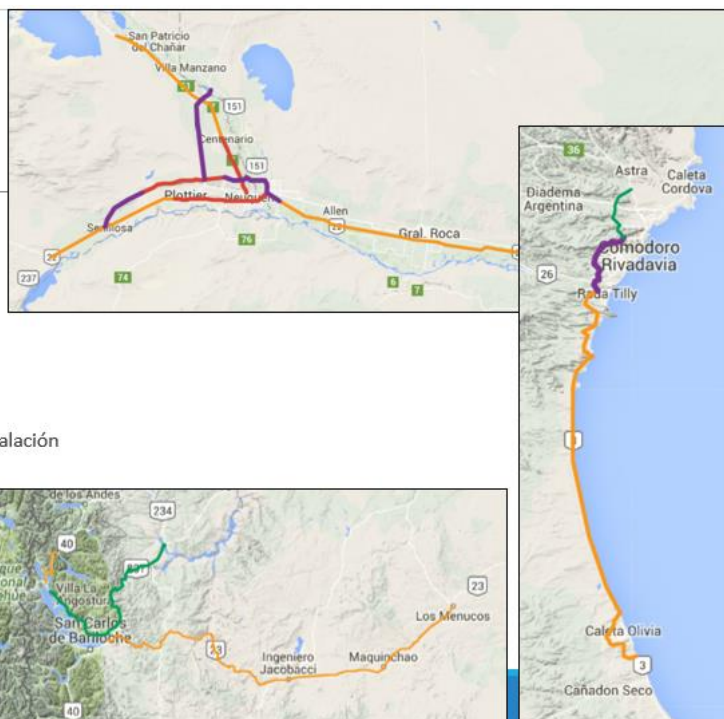 San Patricio
del Chañar
Villa Manzano
151
Centenario
151
Plottier
Neuquén
Senillosa
Allen
22
Gral. Roca
22
237
76
74
6
7
36
Astra
Caleta
Cordova
Diadema
Argentina
Comodoro
Rivadavia
26
Rada Tilly
3
Caleta Olivia
3
Cañadon Seco
alación
de los Andes
234
40
237
Villa La
Angostura
San Carlos
de Bariloche
23
Los Menucos
23
Ingeniero
Jacobacci
Maquinchao
40